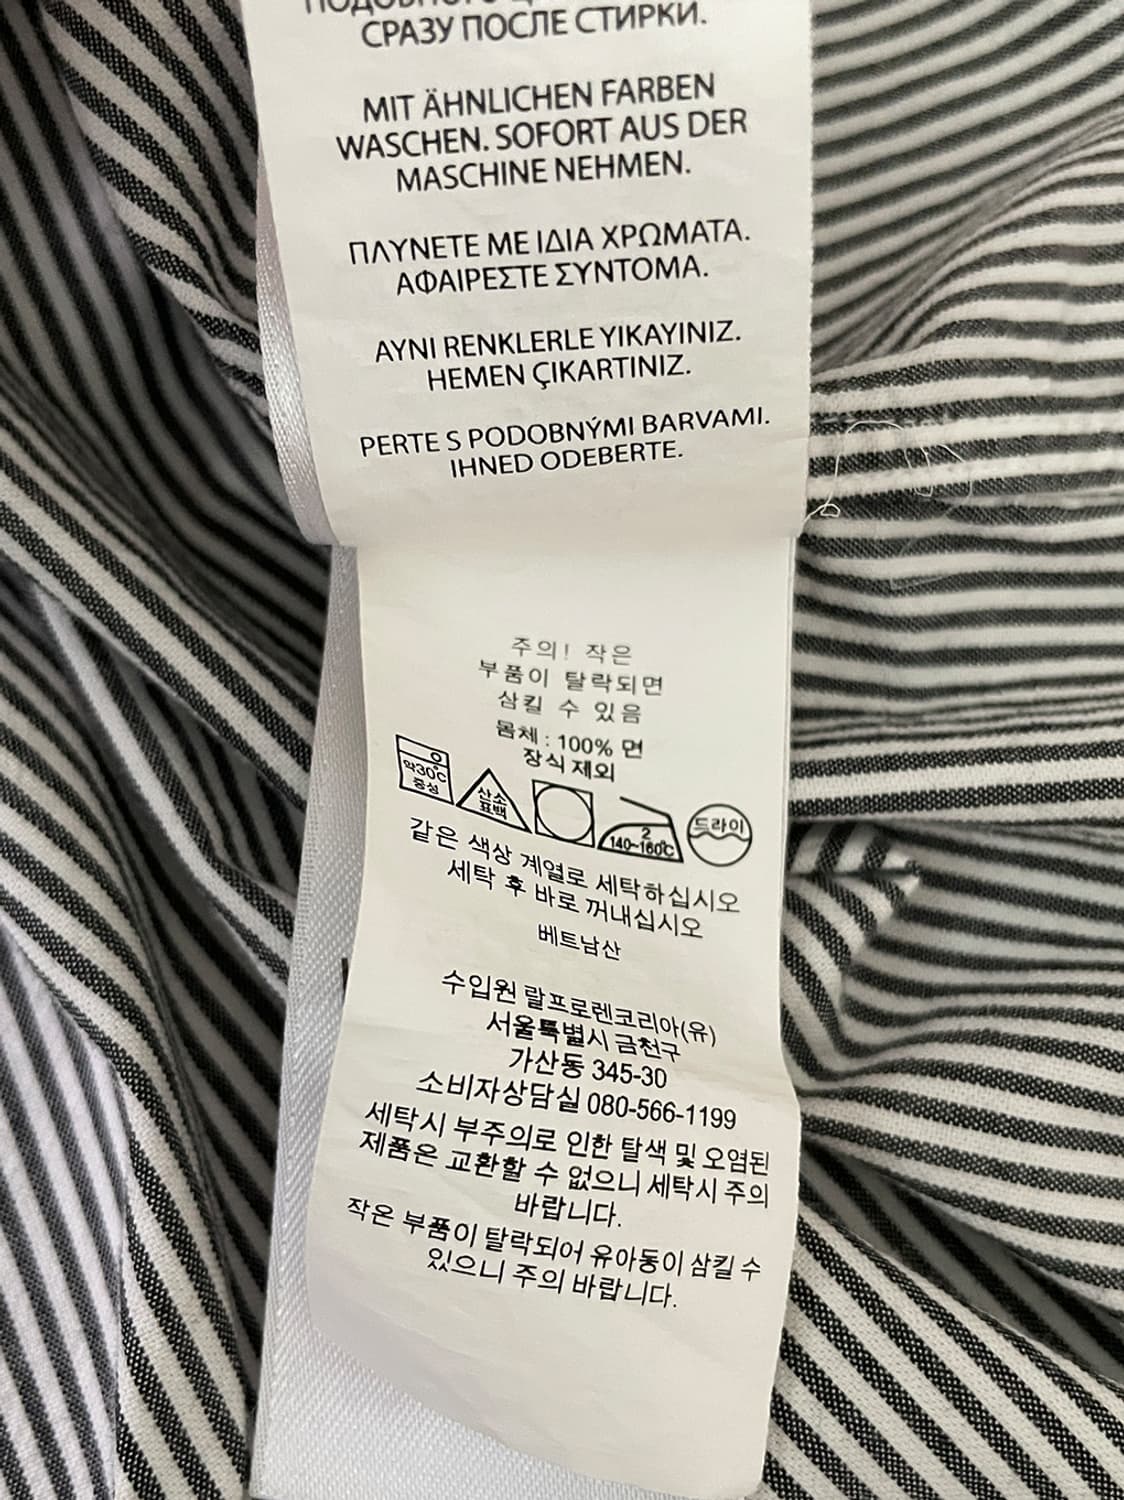 СРАЗУ ПОСЛЕ СТИРКИ.
MIT ÄHNLICHEN FARBEN
WASCHEN. SOFORT AUS DER
MASCHINE NEHMEN.
ΠΛΥΝΕΤΕ ΜΕ ΙΔΙΑ ΧΡΩΜΑΤΑ.
ΑΦΑΙΡΕΣΤΕ ΣΥΝΤΟΜΑ.
AYNI RENKLERLE YIKAYINIZ.
HEMEN ÇIKARTINIZ.
PERTE S PODOBNÝMI BARVAMI.
IHNED ODEBERTE.
주의! 작은
부품이 탈락되면
삼킬 수 있음
몸체 : 100% 면
장식 제외
약30℃
중성
산소
표백
2
140~160℃
드라이
같은 색상 계열로 세탁하십시오
세탁 후 바로 꺼내십시오
베트남산
수입원 랄프로렌코리아(유)
서울특별시 금천구
가산동 345-30
소비자상담실 080-566-1199
세탁시 부주의로 인한 탈색 및 오염된
제품은 교환할 수 없으니 세탁시 주의
바랍니다.
작은 부품이 탈락되어 유아동이 삼킬 수
있으니 주의 바랍니다.